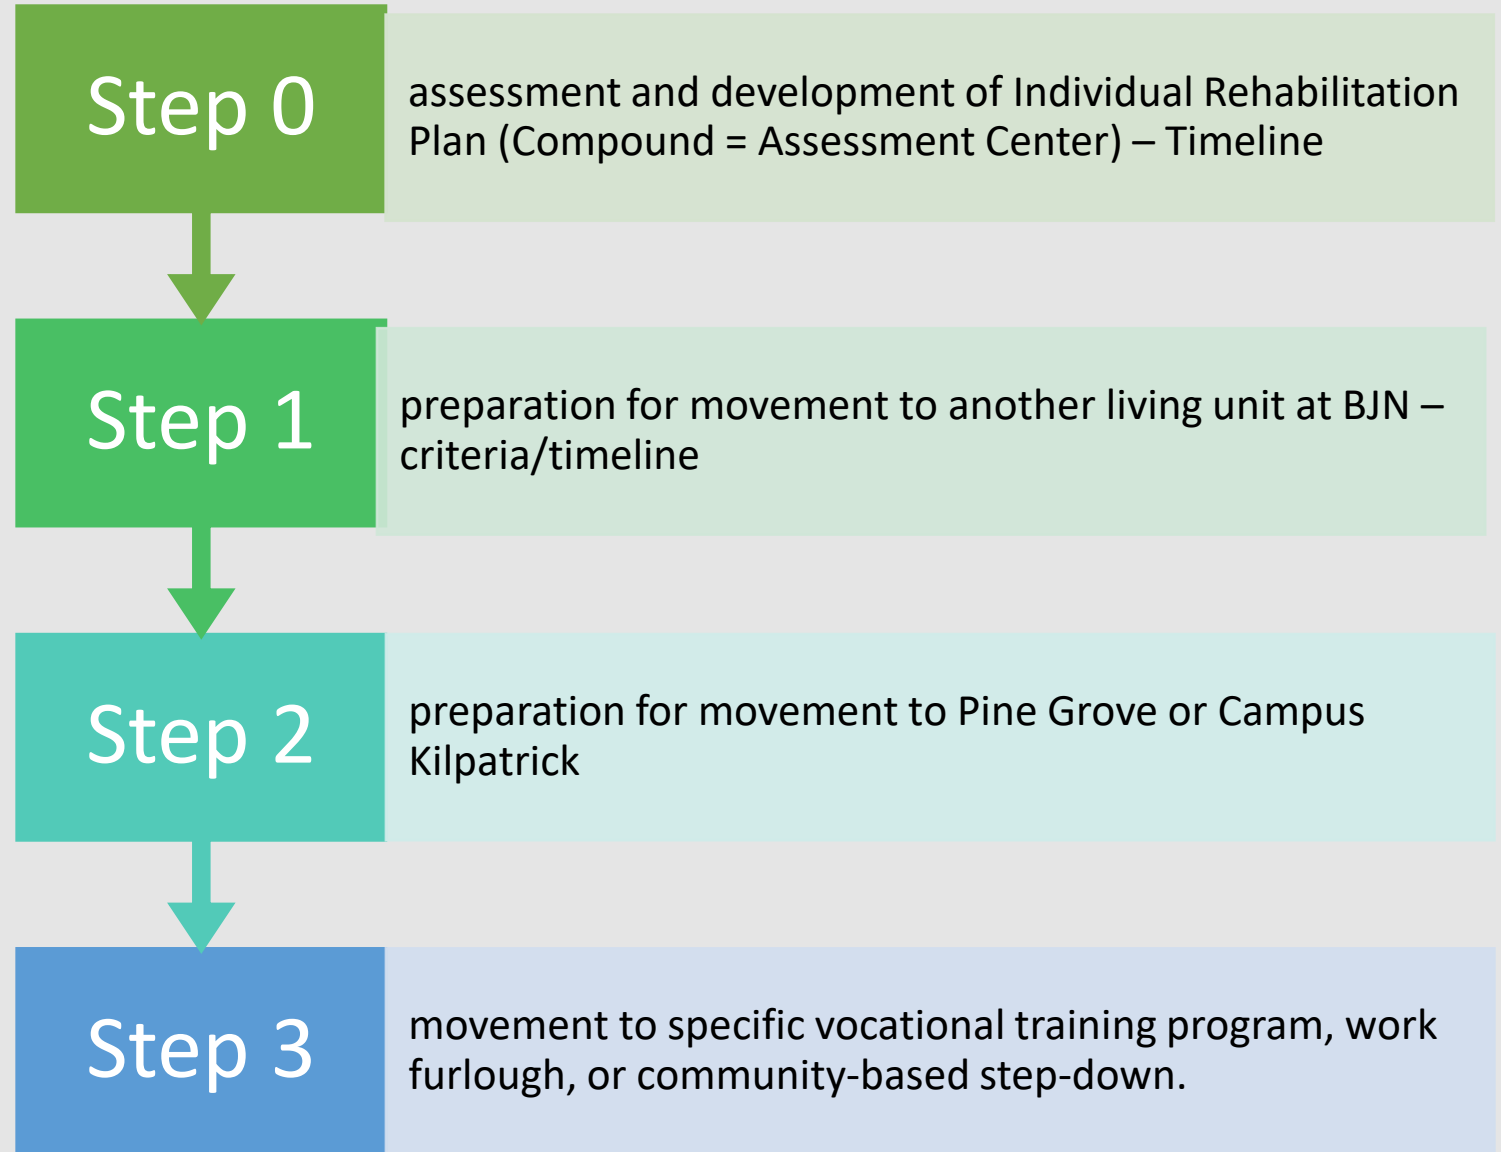 Step 0
assessment and development of Individual Rehabilitation
Plan (Compound = Assessment Center) – Timeline
Step 1
preparation for movement to another living unit at BJN –
criteria/timeline
Step 2
preparation for movement to Pine Grove or Campus
Kilpatrick
Step 3
movement to specific vocational training program, work
furlough, or community-based step-down.